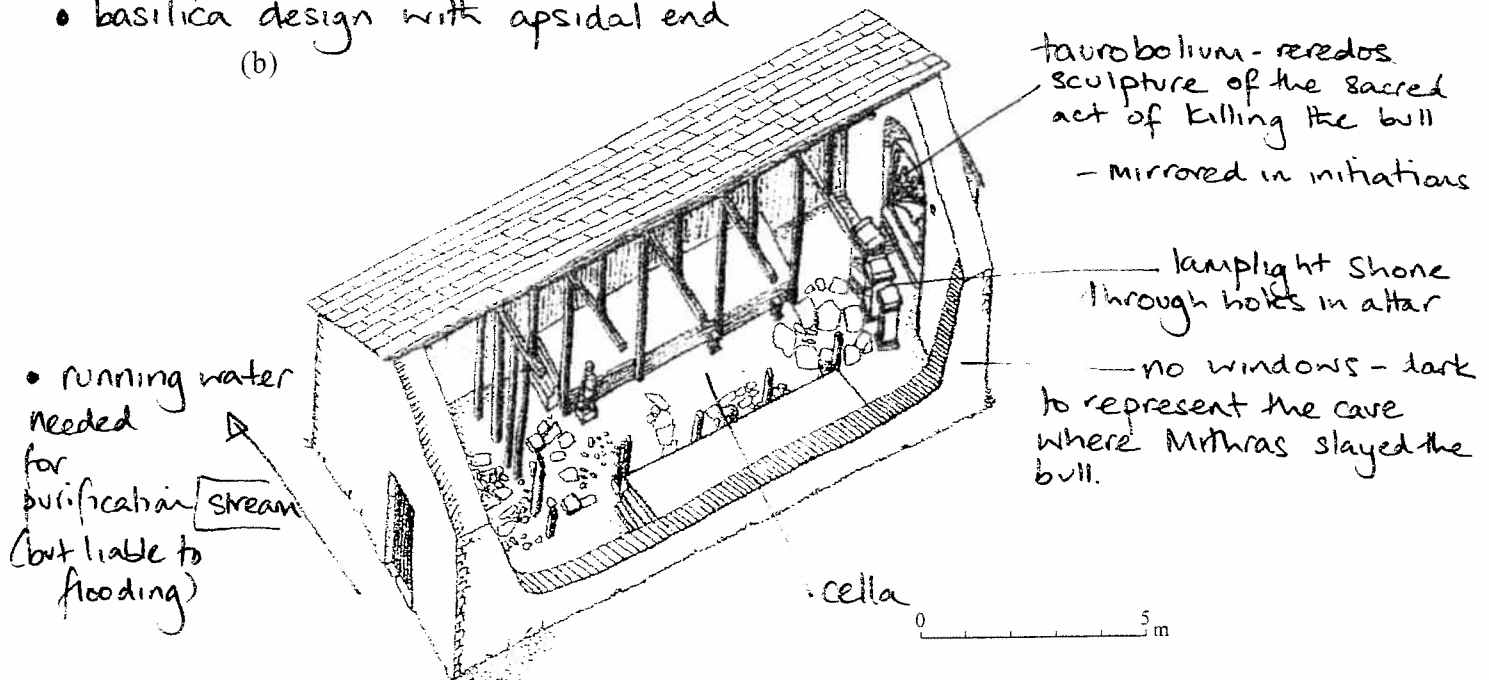 • basilica design with apsidal end
(b)
taurobolium - reredos
sculpture of the sacred
act of killing the bull
- mirrored in initiations
lamplight shone
through holes in altar
no windows - dark
to represent the cave
where Mithras slayed the
bull.
• running water
needed
for
purification stream
(but liable to
flooding)
cella
0 5 m